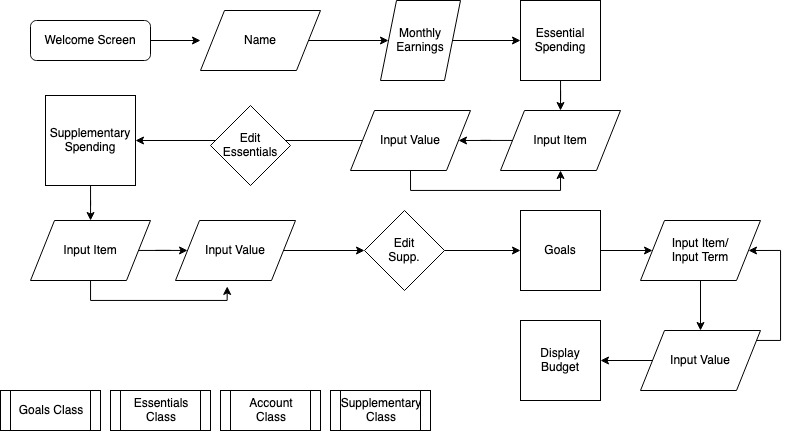 Welcome Screen
Name
Monthly
Earnings
Essential
Spending
Supplementary
Spending
Edit
Essentials
Input Value
Input Item
Input Item
Input Value
Edit
Supp.
Goals
Input Item/
Input Term
Display
Budget
Input Value
Goals Class
Essentials
Class
Account
Class
Supplementary
Class